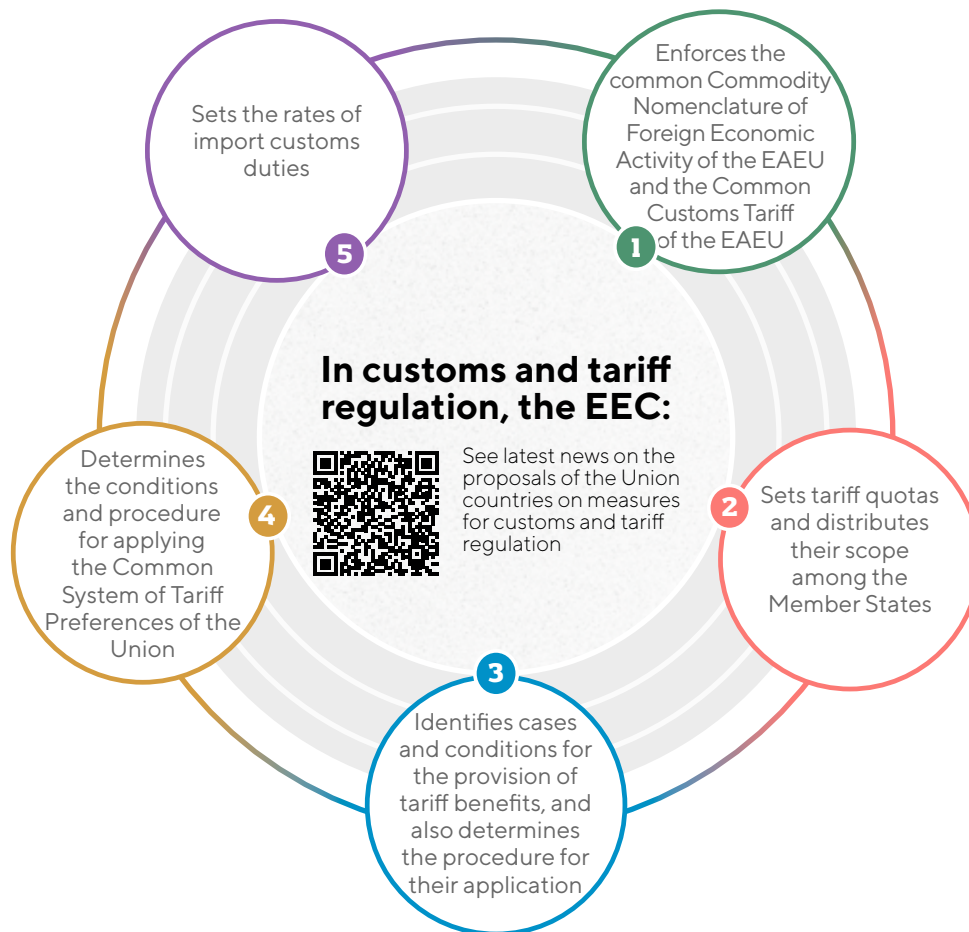 In customs and tariff
regulation, the EEC:
See latest news on the
proposals of the Union
countries on measures
for customs and tariff
regulation
1
Enforces the
common Commodity
Nomenclature of
Foreign Economic
Activity of the EAEU
and the Common
Customs Tariff
of the EAEU
2
Sets tariff quotas
and distributes
their scope
among the
Member States
3
Identifies cases
and conditions for
the provision of
tariff benefits, and
also determines
the procedure for
their application
4
Determines
the conditions
and procedure
for applying
the Common
System of Tariff
Preferences of the
Union
5
Sets the rates of
import customs
duties